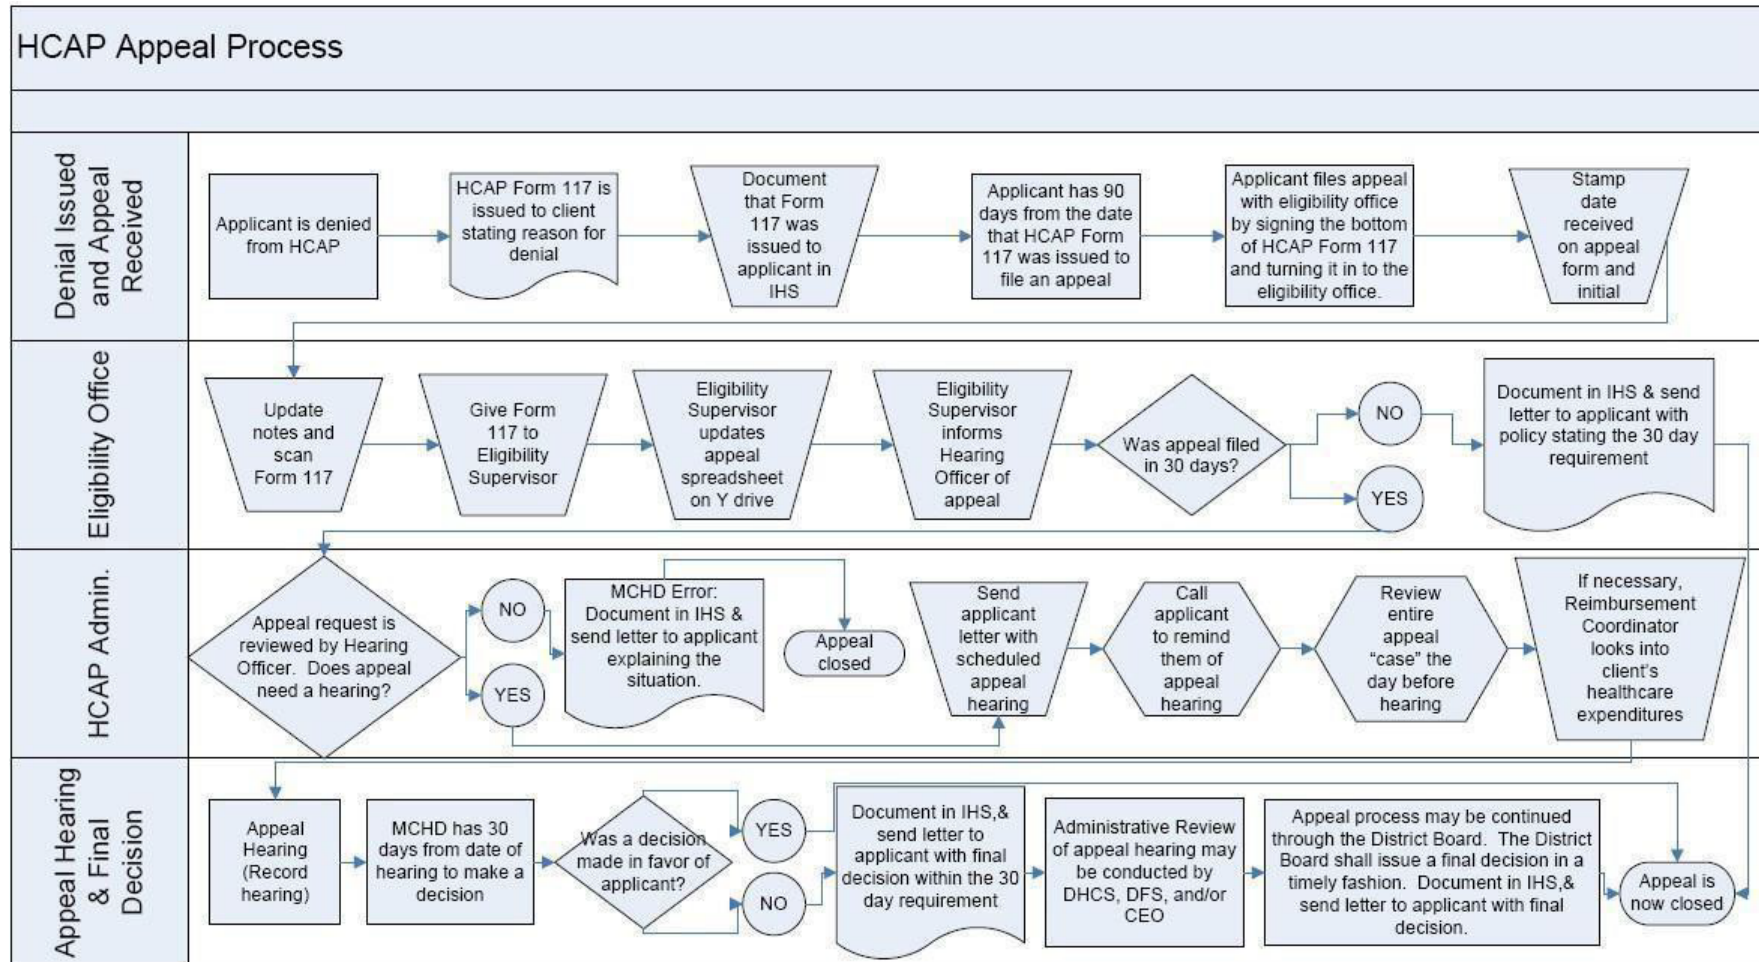 HCAP Appeal Process
Denial Issued
and Appeal
Received
Applicant is denied
from HCAP
HCAP Form 117 is
issued to client
stating reason for
denial
Document
that Form
117 was
issued to
applicant in
IHS
Applicant has 90
days from the date
that HCAP Form
117 was issued to
file an appeal
Applicant files appeal
with eligibility office
by signing the bottom
of HCAP Form 117
and turning it in to the
eligibility office.
Stamp
date
received
on appeal
form and
initial
Eligibility Office
Update
notes and
scan
Form 117
Give Form
117 to
Eligibility
Supervisor
Eligibility
Supervisor
updates
appeal
spreadsheet
on Y drive
Eligibility
Supervisor
informs
Hearing
Officer of
appeal
Was appeal filed
in 30 days?
NO
YES
Document in IHS & send
letter to applicant with
policy stating the 30 day
requirement
HCAP Admin.
Appeal request is
reviewed by Hearing
Officer. Does appeal
need a hearing?
NO
YES
MCHD Error:
Document in IHS &
send letter to applicant
explaining the
situation.
Appeal
closed
Send
applicant
letter with
scheduled
appeal
hearing
Call
applicant
to remind
them of
appeal
hearing
Review
entire
appeal
“case” the
day before
hearing
If necessary,
Reimbursement
Coordinator
looks into
client’s
healthcare
expenditures
Appeal Hearing
& Final
Decision
Appeal
Hearing
(Record
hearing)
MCHD has 30
days from date of
hearing to make a
decision
Was a decision
made in favor of
applicant?
YES
NO
Document in IHS,&
send letter to
applicant with final
decision within the 30
day requirement
Administrative Review
of appeal hearing may
be conducted by
DHCS, DFS, and/or
CEO
Appeal process may be continued
through the District Board. The District
Board shall issue a final decision in a
timely fashion. Document in IHS,&
send letter to applicant with final
decision.
Appeal is
now closed